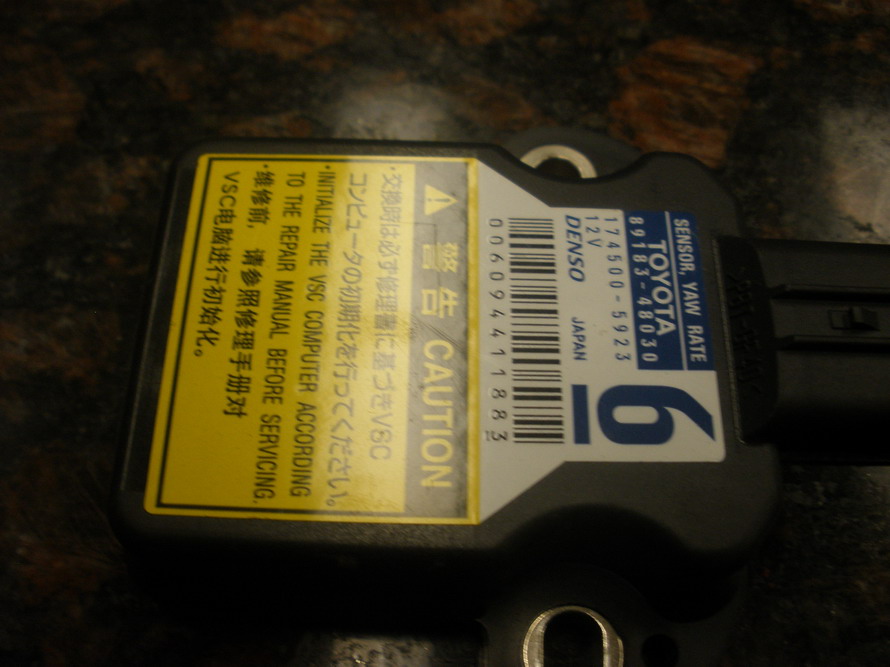 SENSOR, YAW RATE
TOYOTA
89183-48030
174500-5923
12V
DENSO JAPAN
6
006094411883
13
警告 CAUTION
・交換時は必ず修理書に基づきVSC
コンピュータの初期化を行ってください。
・INITIALIZE THE VSC COMPUTER ACCORDING
TO THE REPAIR MANUAL BEFORE SERVICING.
・维修前，请参照修理手册对
VSC电脑进行初始化。